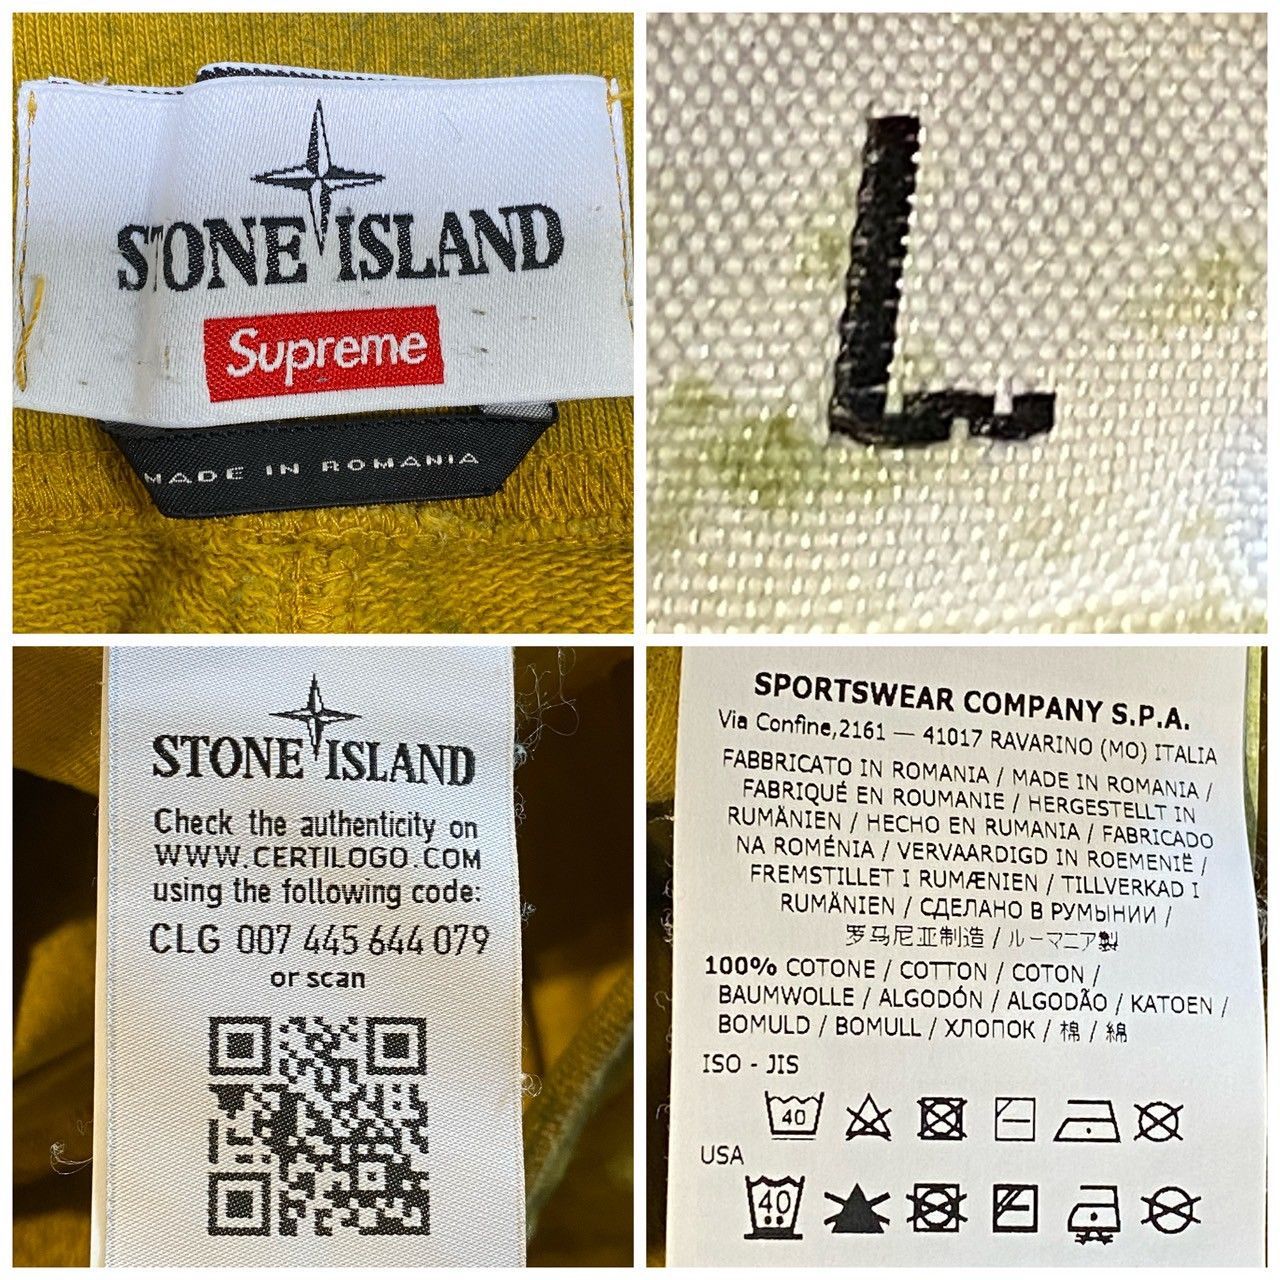 STONE ISLAND
Supreme
MADE IN ROMANIA
L
STONE ISLAND
Check the authenticity on
WWW.CERTILOGO.COM
using the following code:
CLG 007 445 644 079
or scan
SPORTSWEAR COMPANY S.P.A.
Via Confine,2161 — 41017 RAVARINO (MO) ITALIA
FABBRICATO IN ROMANIA / MADE IN ROMANIA /
FABRIQUÉ EN ROUMANIE / HERGESTELLT IN
RUMÄNIEN / HECHO EN RUMANIA / FABRICADO
NA ROMÉNIA / VERVAARDIGD IN ROEMENIË /
FREMSTILLET I RUMÆNIEN / TILLVERKAD I
RUMÄNIEN / СДЕЛАНО В РУМЫНИИ /
罗马尼亚制造 / ルーマニア製
100% COTONE / COTTON / COTON /
BAUMWOLLE / ALGODÓN / ALGODÃO / KATOEN /
BOMULD / BOMULL / ХЛОПОК / 棉 / 綿
ISO - JIS
40
USA
40